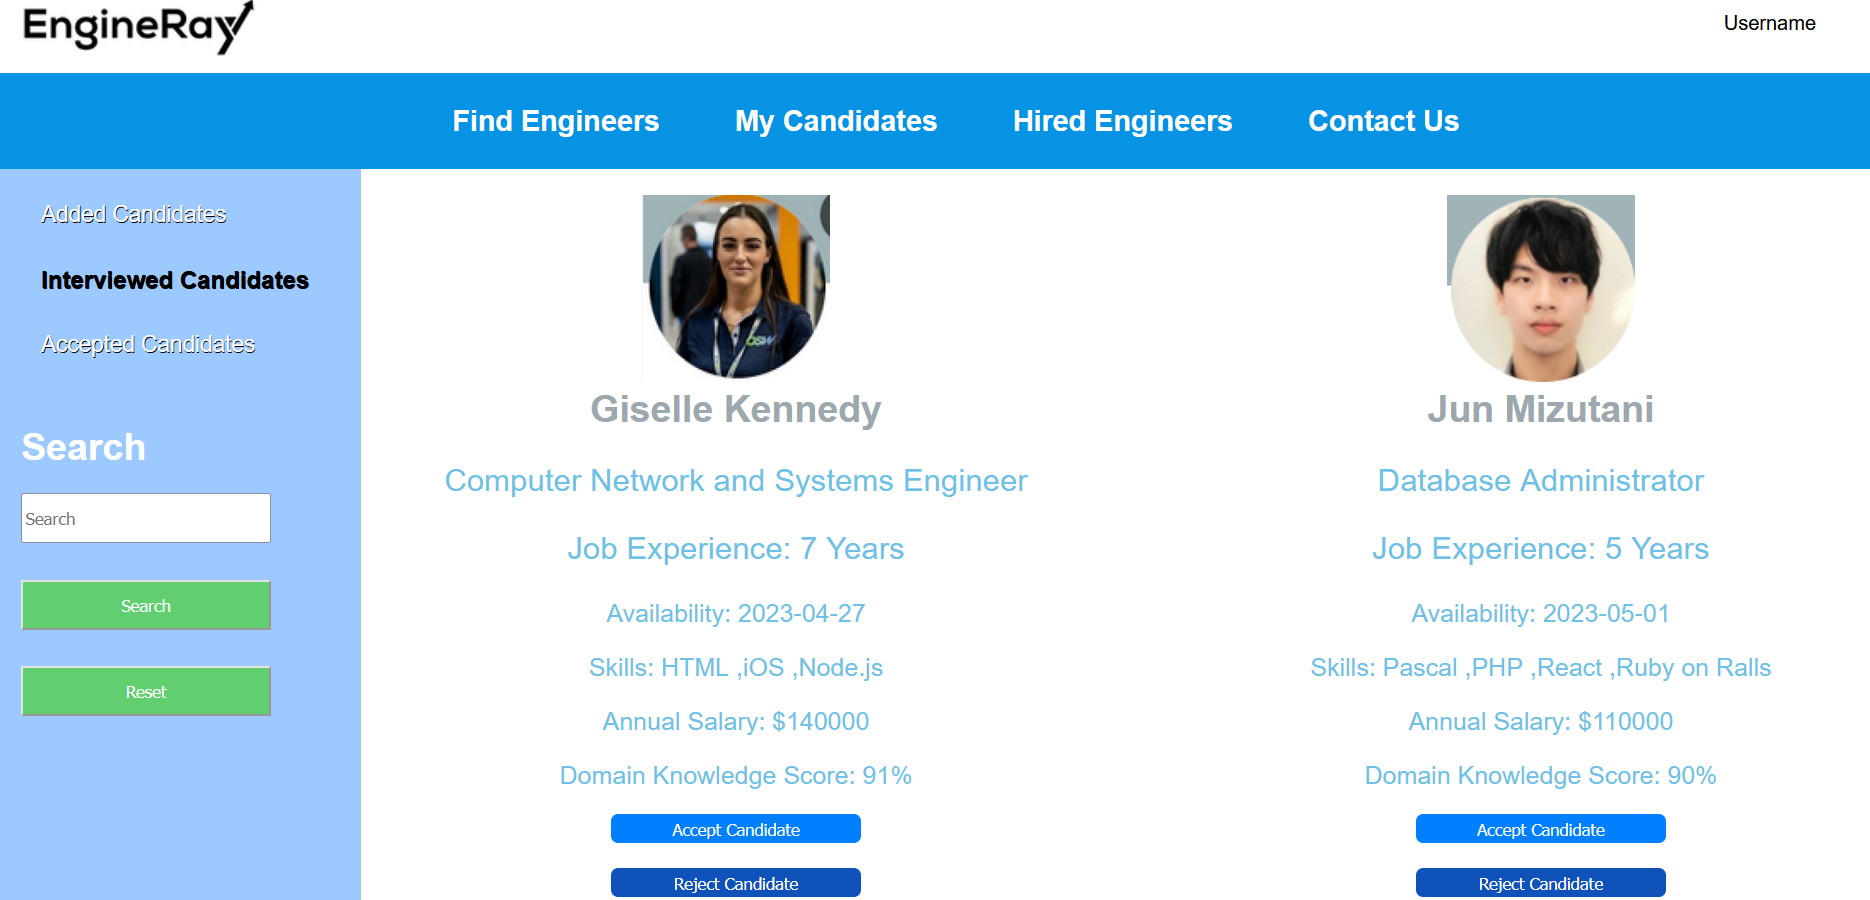 EngineRay
Username
Find Engineers
My Candidates
Hired Engineers
Contact Us
Added Candidates
Interviewed Candidates
Accepted Candidates
Search
Search
Search
Reset
OSW
Giselle Kennedy
Computer Network and Systems Engineer
Job Experience: 7 Years
Availability: 2023-04-27
Skills: HTML ,iOS ,Node.js
Annual Salary: $140000
Domain Knowledge Score: 91%
Accept Candidate
Reject Candidate
Jun Mizutani
Database Administrator
Job Experience: 5 Years
Availability: 2023-05-01
Skills: Pascal ,PHP ,React ,Ruby on Ralls
Annual Salary: $110000
Domain Knowledge Score: 90%
Accept Candidate
Reject Candidate